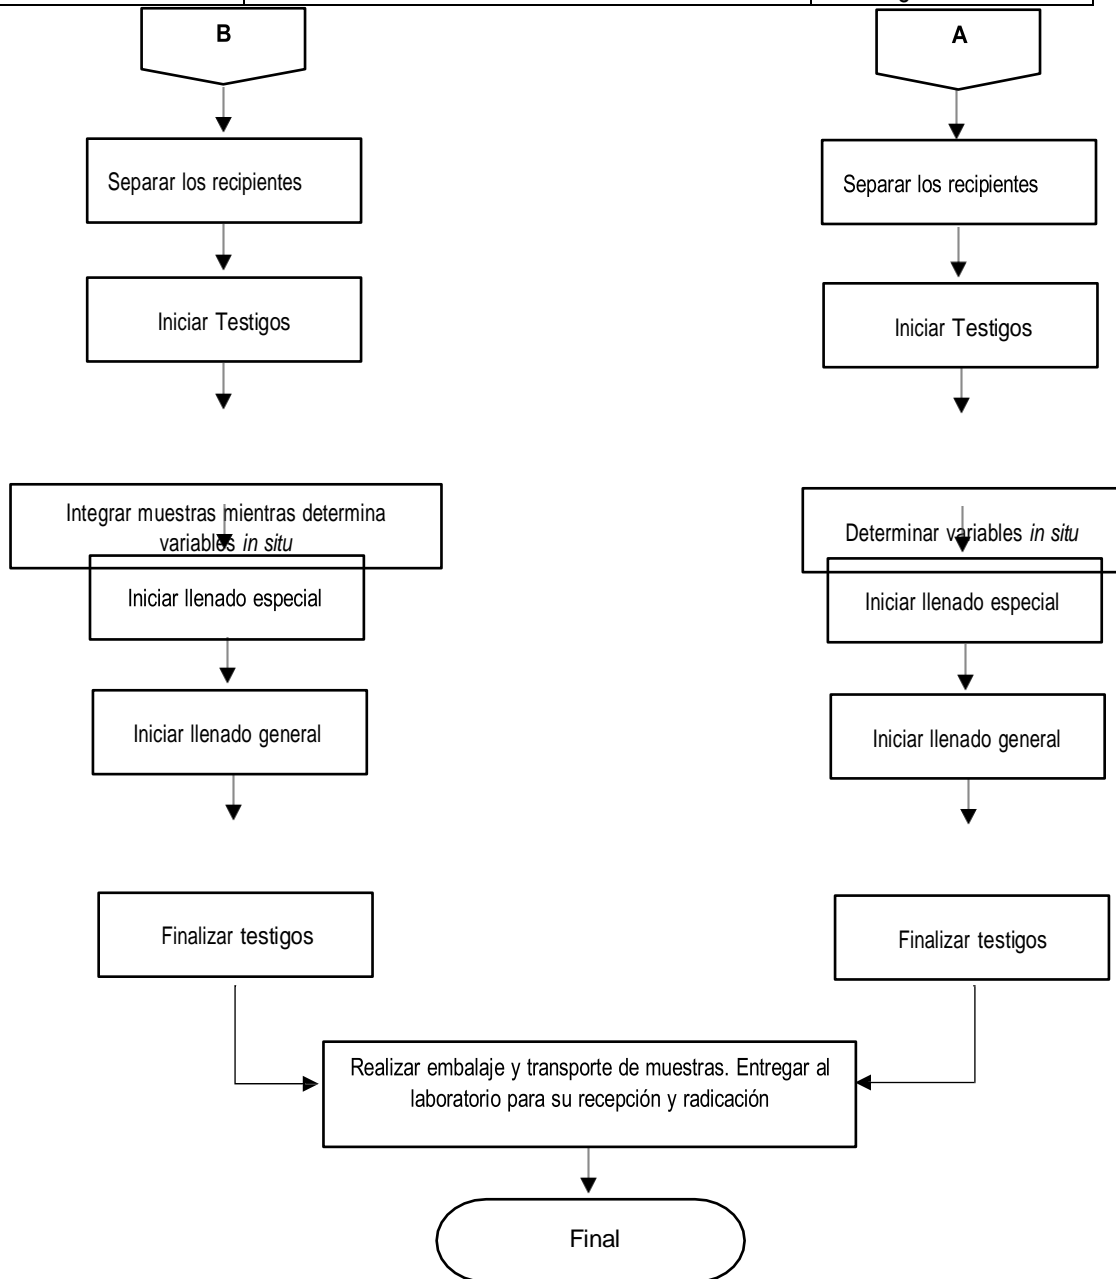 B
A
Separar los recipientes
Separar los recipientes
Iniciar Testigos
Iniciar Testigos
Integrar muestras mientras determina
variables in situ
Determinar variables in situ
Iniciar llenado especial
Iniciar llenado especial
Iniciar llenado general
Iniciar llenado general
Finalizar testigos
Finalizar testigos
Realizar embalaje y transporte de muestras. Entregar al
laboratorio para su recepción y radicación
Final